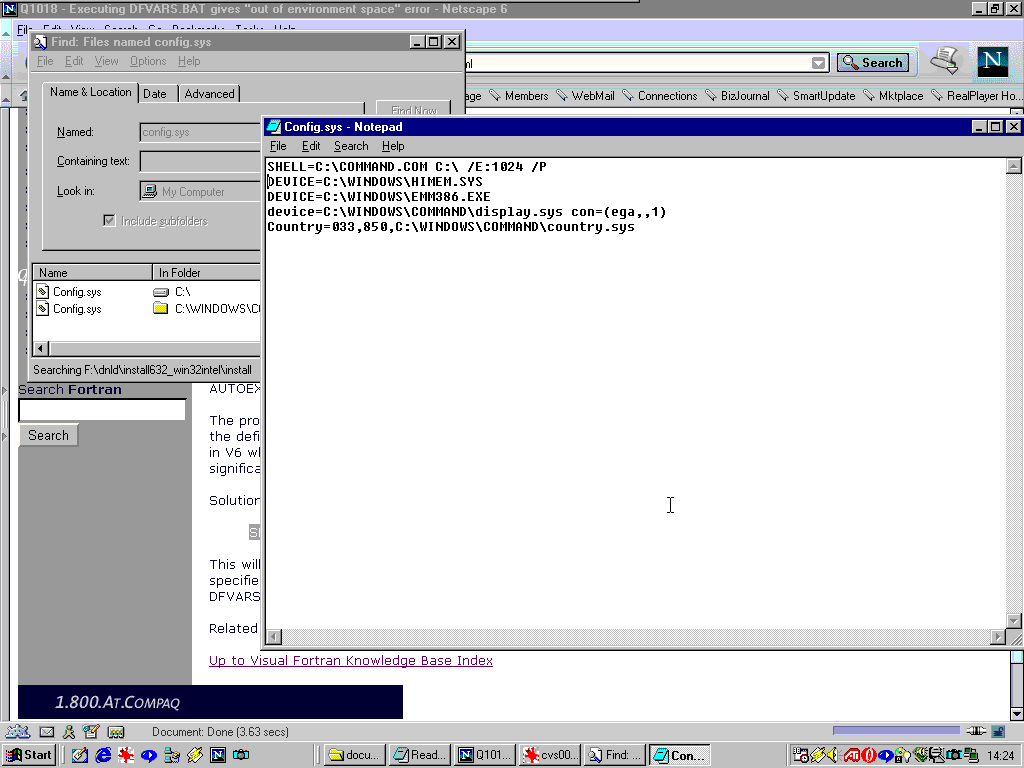 Q1018 - Executing DFVARS.BAT gives "out of environment space" error - Netscape 6
Find: Files named config.sys
File Edit View Options Help
Name & Location Date Advanced
Find Now
Named: config.sys
Containing text:
Look in: My Computer
Include subfolders
Name In Folder
Config.sys C:\
Config.sys C:\WINDOWS\C
Searching F:\dnld\install632_win32intel\install
Search
Members WebMail Connections BizJournal SmartUpdate Mktplace RealPlayer Ho...
Config.sys - Notepad
File Edit Search Help
SHELL=C:\COMMAND.COM C:\ /E:1024 /P
DEVICE=C:\WINDOWS\HIMEM.SYS
DEVICE=C:\WINDOWS\EMM386.EXE
device=C:\WINDOWS\COMMAND\display.sys con=(ega,,1)
Country=033,850,C:\WINDOWS\COMMAND\country.sys
Search Fortran
Search
AUTOEX
The pro
the defi
in V6 wh
significa
Solution
This will
specifie
DFVARS
Related
Up to Visual Fortran Knowledge Base Index
1.800.AT.COMPAQ
Document: Done (3.63 secs)
Start docu... Read... Q101... cvs00... Find: ... Con... 14:24